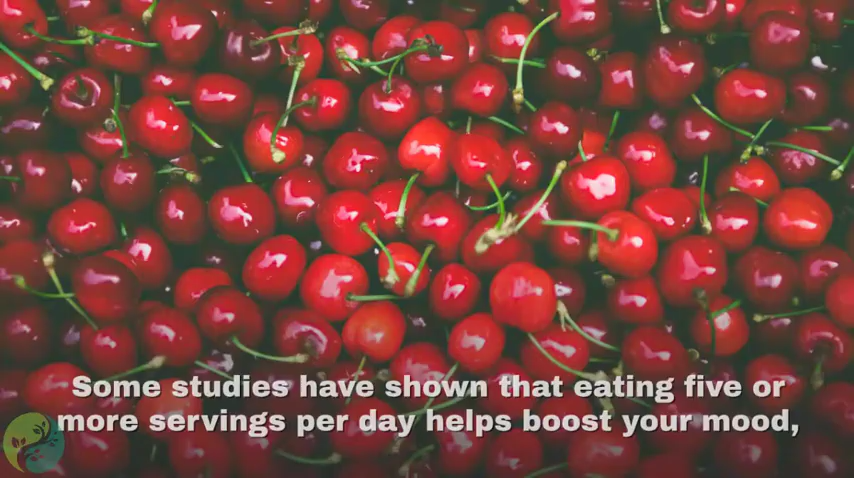 Some studies have shown that eating five or
more servings per day helps boost your mood,